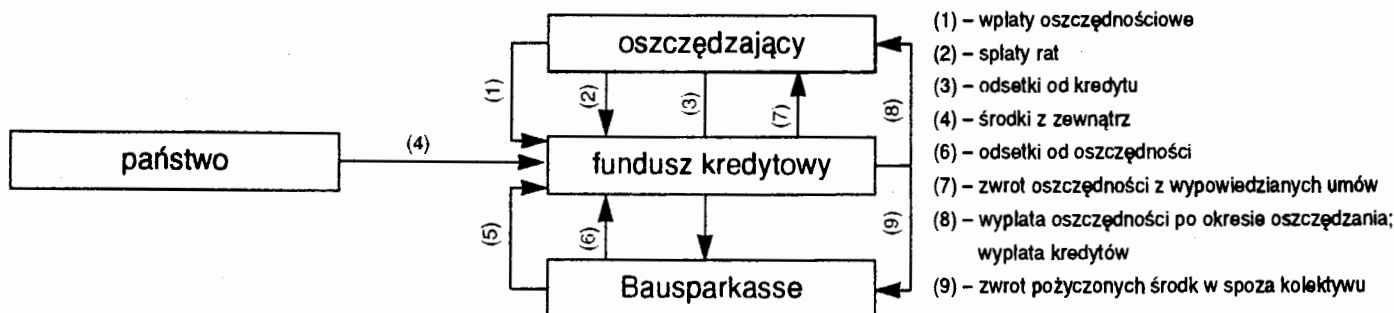 oszczędzający
(1)
(2)
(3)
(7)
(8)
państwo
(4)
fundusz kredytowy
(5)
(6)
(9)
Bausparkasse
(1) – wpłaty oszczędnościowe
(2) – spłaty rat
(3) – odsetki od kredytu
(4) – środki z zewnątrz
(6) – odsetki od oszczędności
(7) – zwrot oszczędności z wypowiedzianych umów
(8) – wypłata oszczędności po okresie oszczędzania;
wypłata kredytów
(9) – zwrot pożyczonych środk w spoza kolektywu